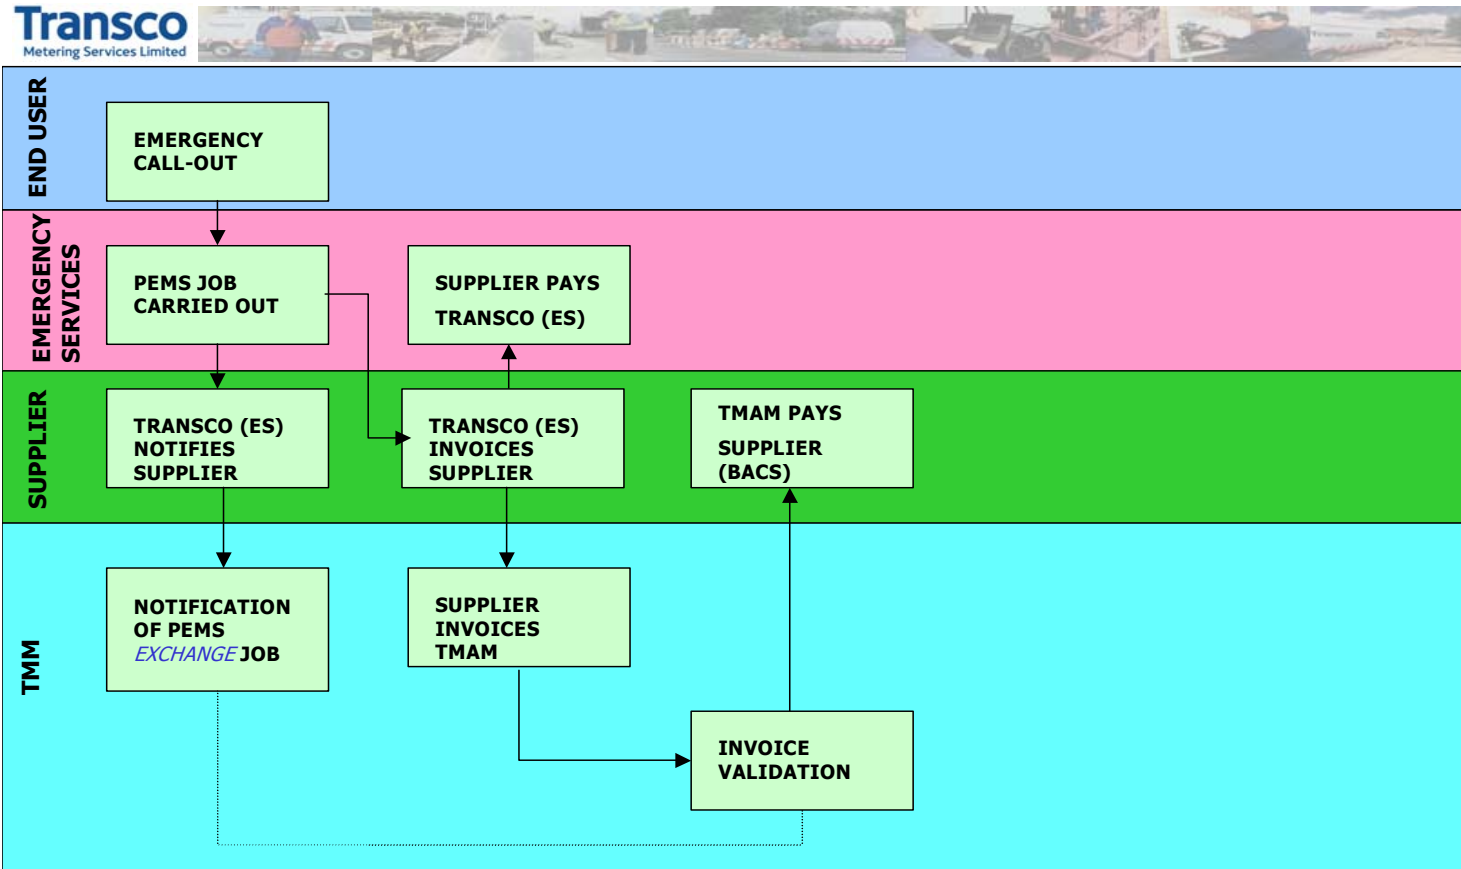 Transco
Metering Services Limited
END USER
EMERGENCY
CALL-OUT
EMERGENCY
SERVICES
PEMS JOB
CARRIED OUT
SUPPLIER PAYS
TRANSCO (ES)
SUPPLIER
TRANSCO (ES)
NOTIFIES
SUPPLIER
TRANSCO (ES)
INVOICES
SUPPLIER
TMAM PAYS
SUPPLIER
(BACS)
TMM
NOTIFICATION
OF PEMS
EXCHANGE JOB
SUPPLIER
INVOICES
TMAM
INVOICE
VALIDATION